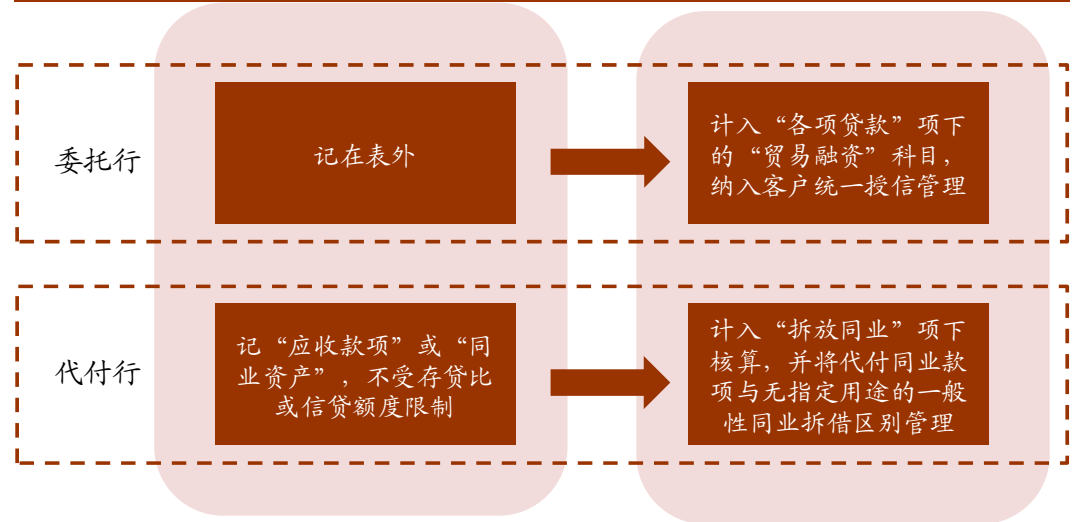 委托行
记在表外
计入“各项贷款”项下
的“贸易融资”科目,
纳入客户统一授信管理
代付行
记“应收款项”或“同
业资产”,不受存贷比
或信贷额度限制
计入“拆放同业”项下
核算,并将代付同业款
项与无指定用途的一般
性同业拆借区别管理